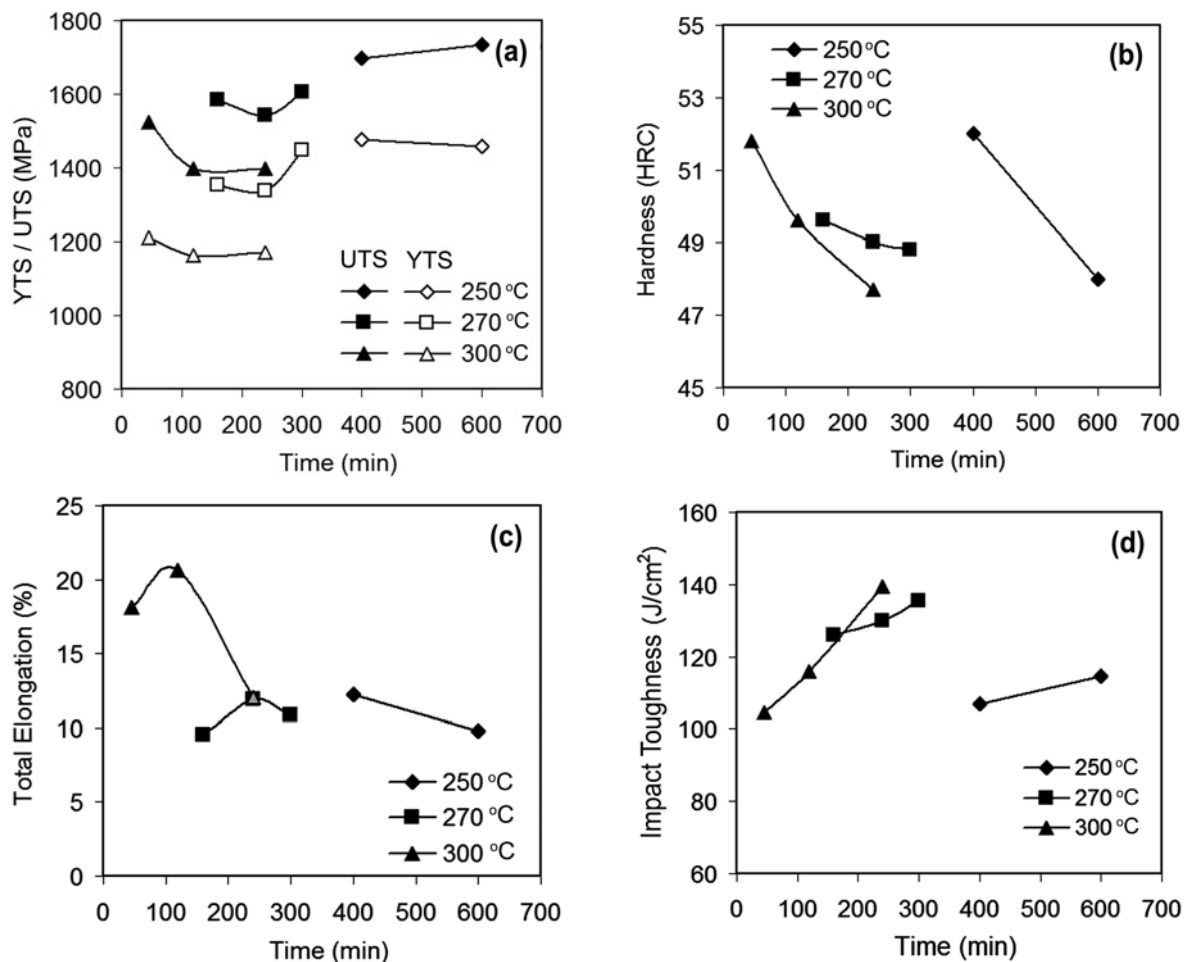 (a)
YTS / UTS (MPa)
1800
1600
1400
1200
1000
800
UTS YTS
250 °C
270 °C
300 °C
0 100 200 300 400 500 600 700
Time (min)
(b)
Hardness (HRC)
55
53
51
49
47
45
250 °C
270 °C
300 °C
0 100 200 300 400 500 600 700
Time (min)
(c)
Total Elongation (%)
25
20
15
10
5
0
250 °C
270 °C
300 °C
0 100 200 300 400 500 600 700
Time (min)
(d)
Impact Toughness (J/cm²)
160
140
120
100
80
60
250 °C
270 °C
300 °C
0 100 200 300 400 500 600 700
Time (min)